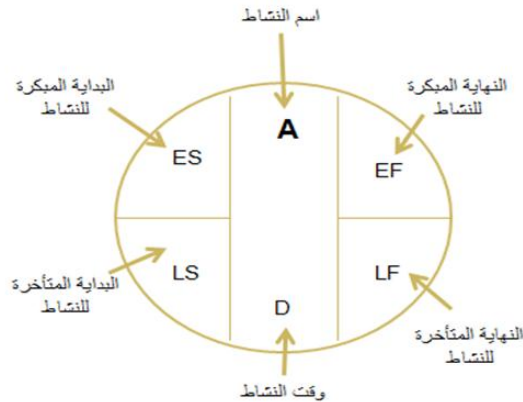 اسم النشاط
البداية المبكرة
للنشاط
النهاية المبكرة
للنشاط
A
ES
EF
LS
LF
D
البداية المتأخرة
للنشاط
النهاية المتأخرة
للنشاط
وقت النشاط